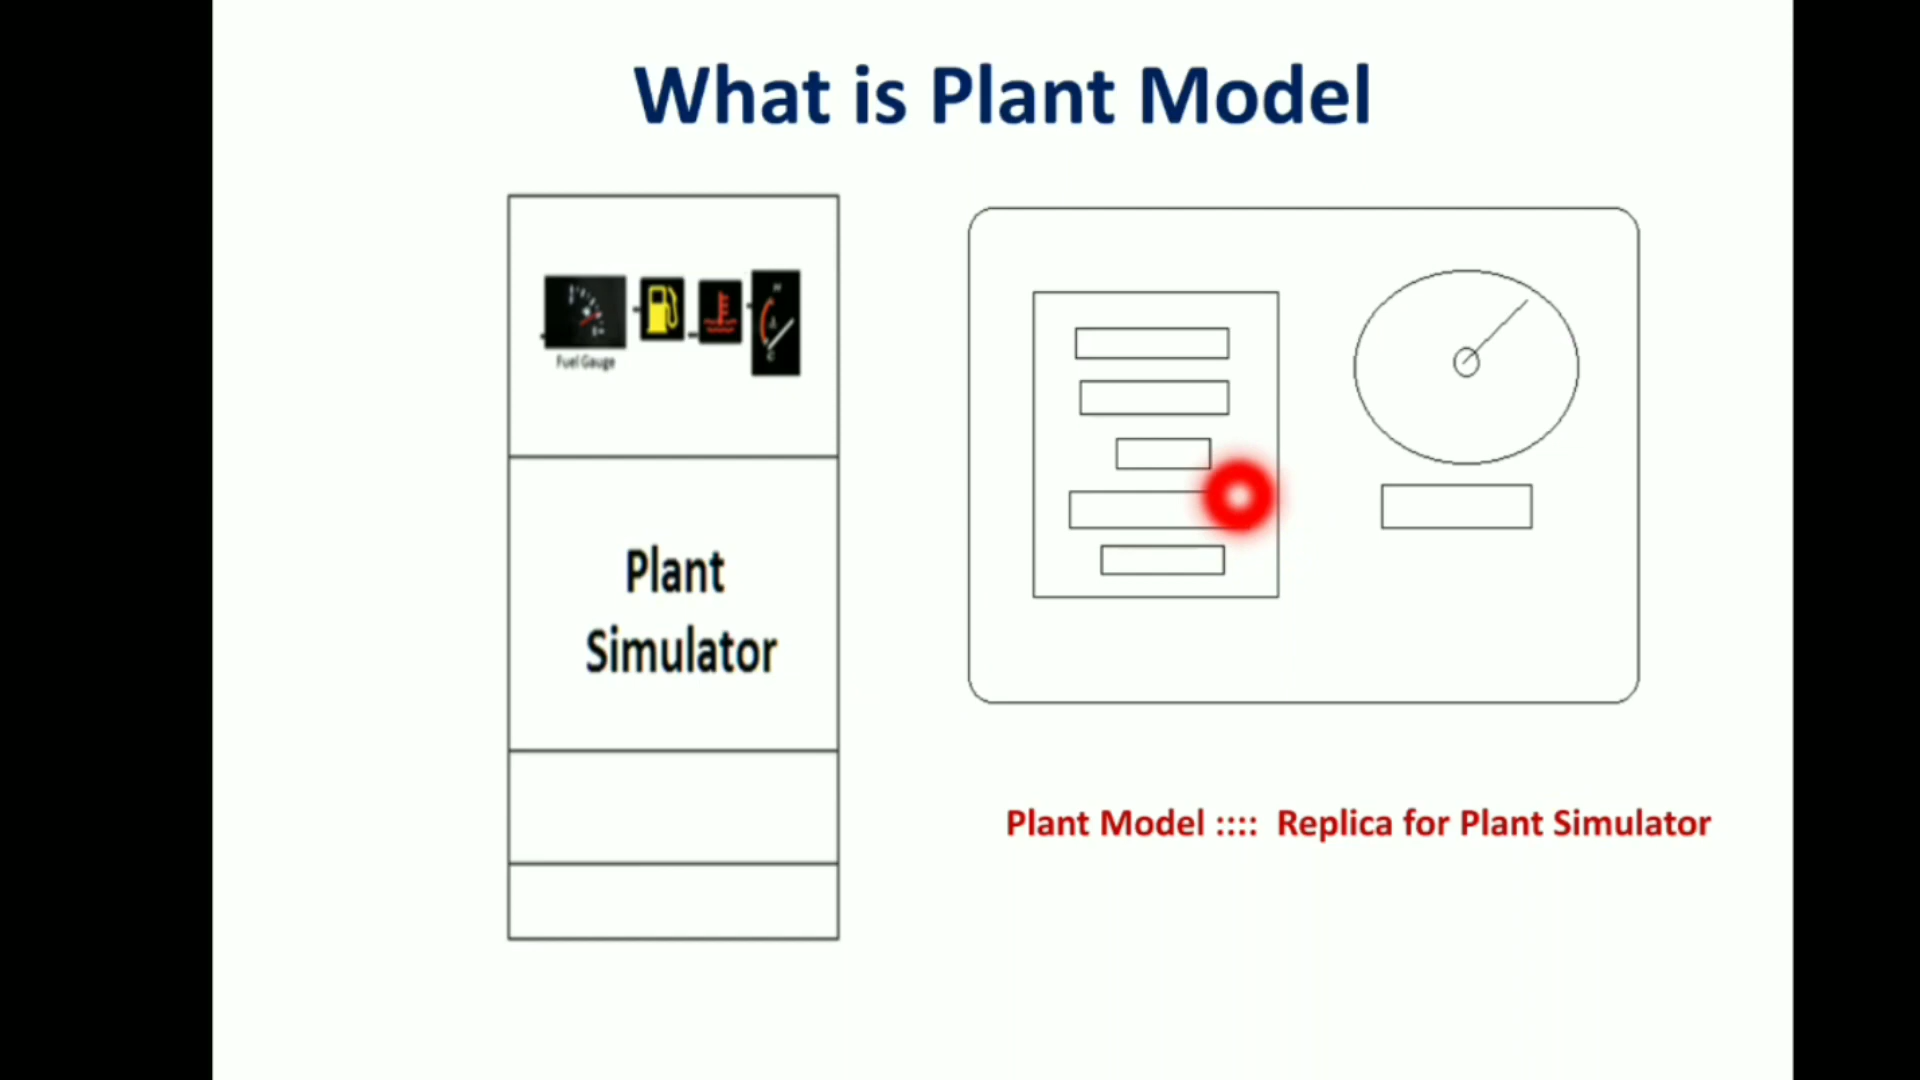 What is Plant Model
Fuel Gauge
Plant
Simulator
Plant Model :::: Replica for Plant Simulator